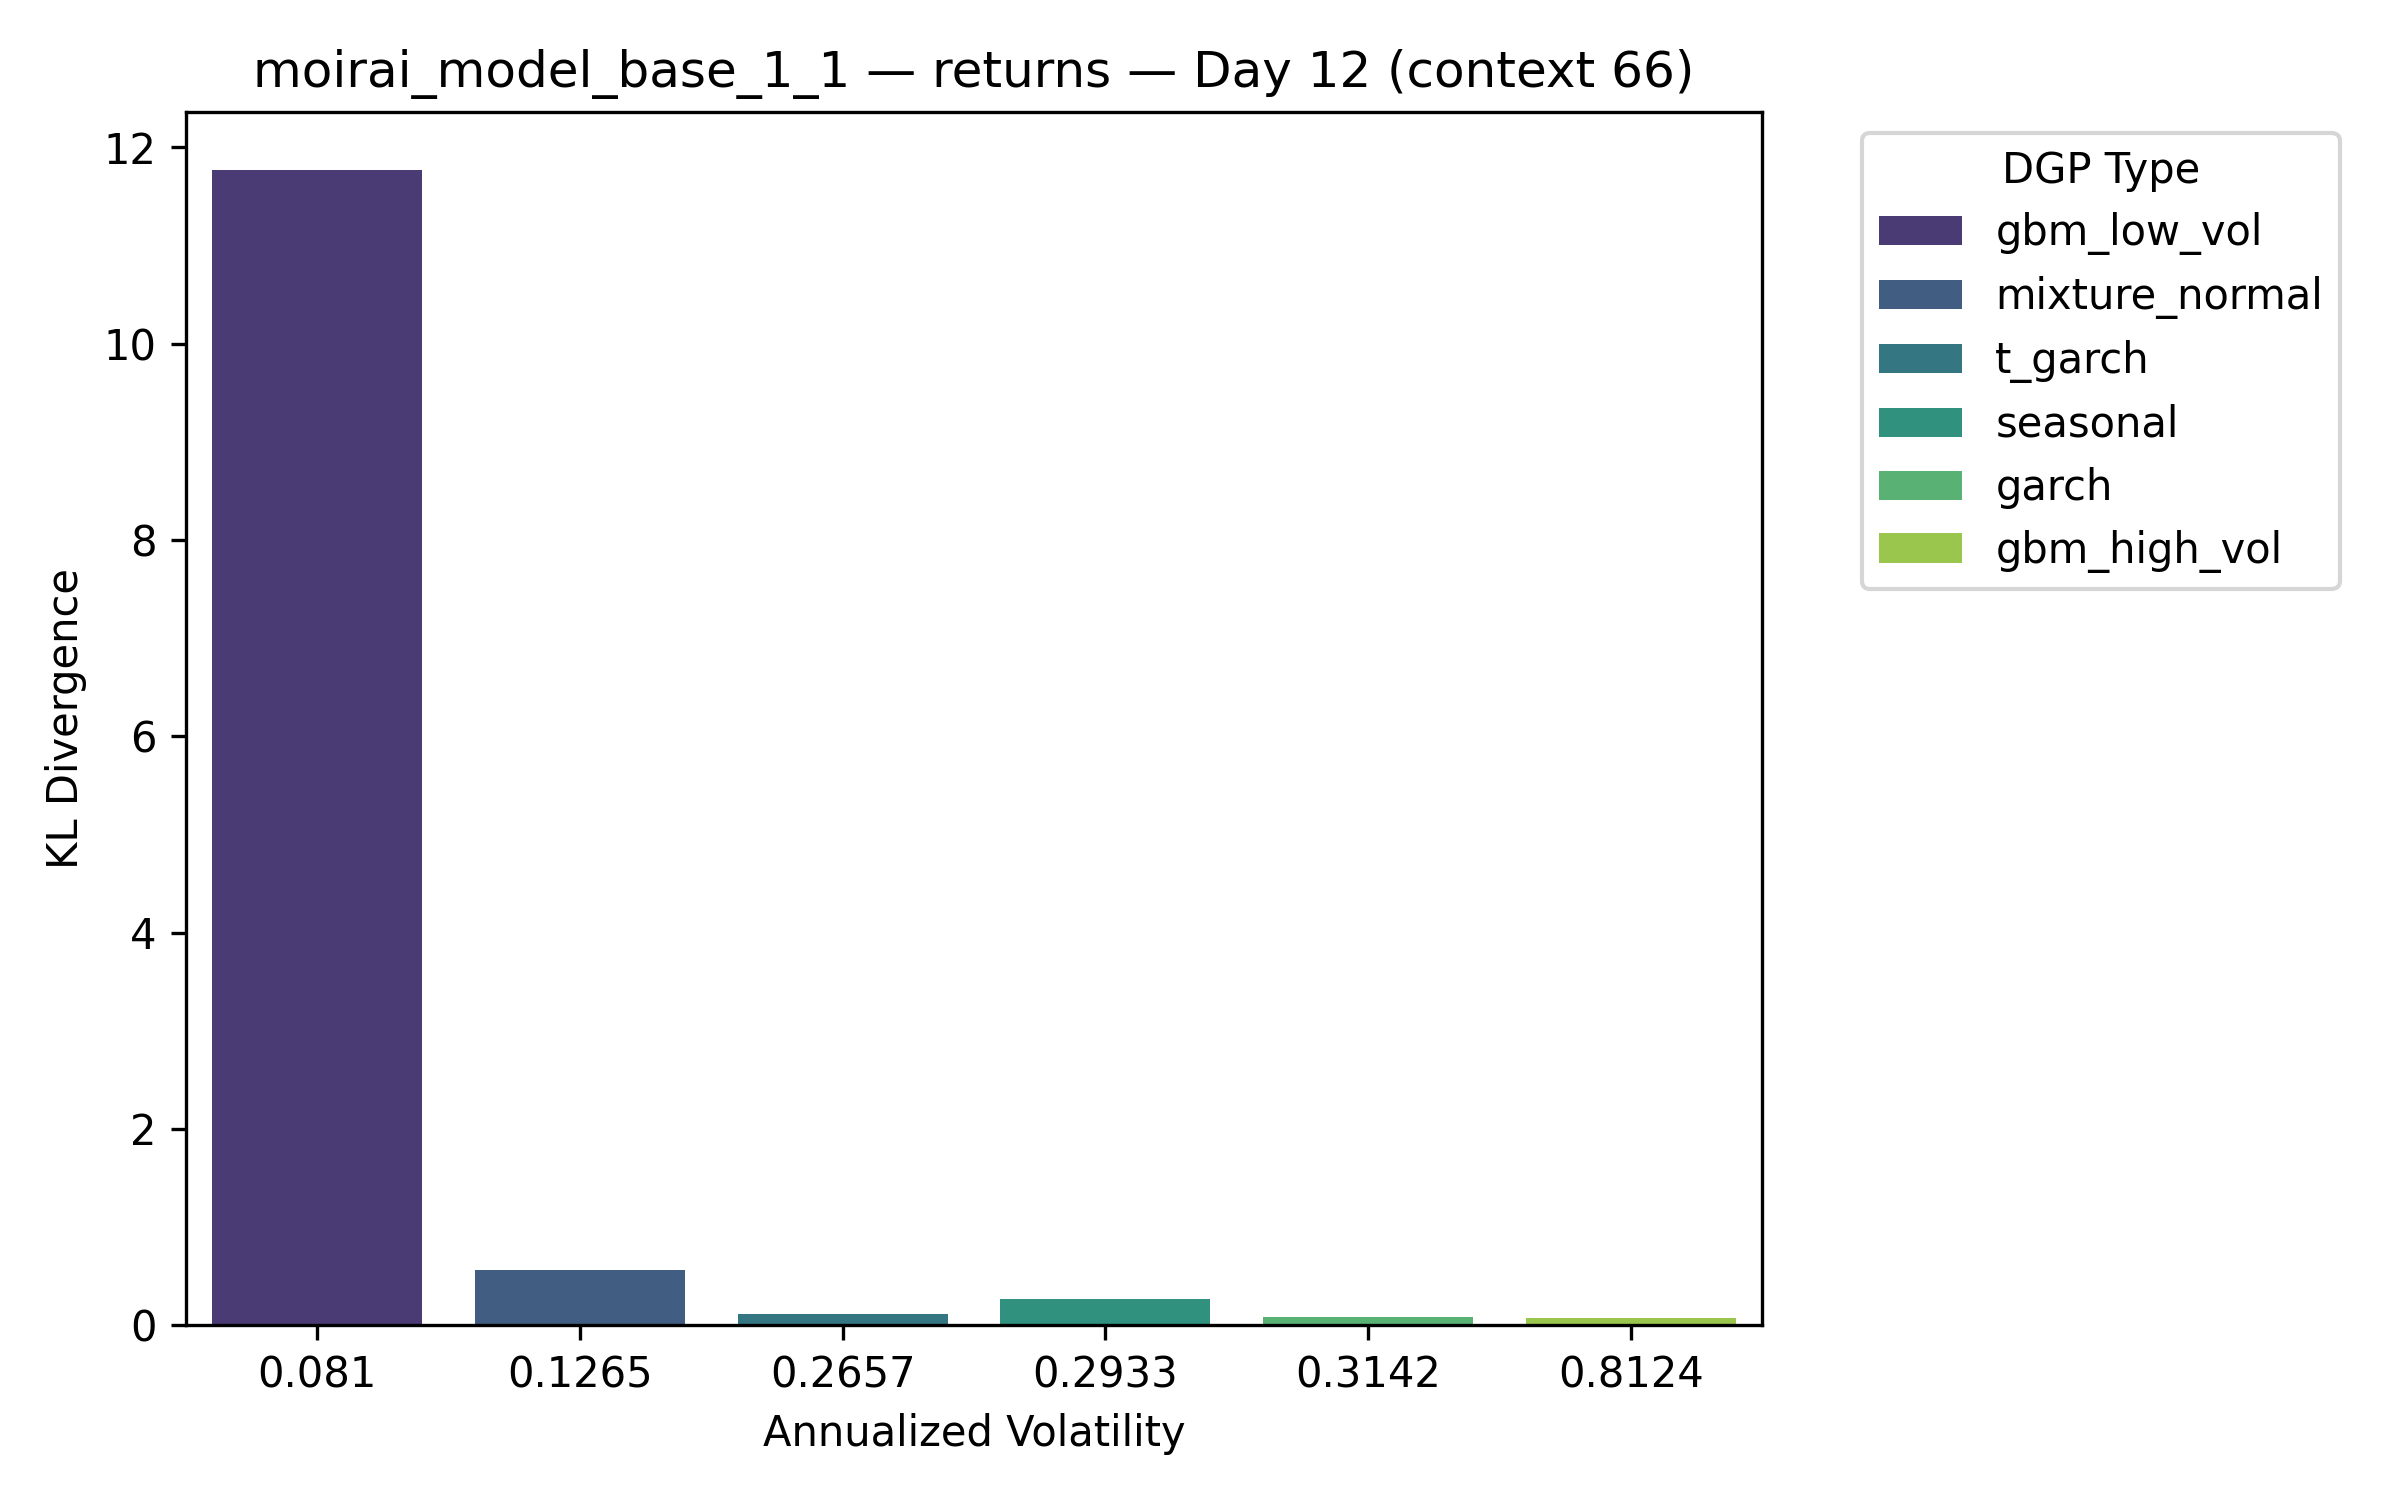 moirai_model_base_1_1 — returns — Day 12 (context 66)
12
10
8
6
4
2
0
KL Divergence
0.081 0.1265 0.2657 0.2933 0.3142 0.8124
Annualized Volatility
DGP Type
gbm_low_vol
mixture_normal
t_garch
seasonal
garch
gbm_high_vol